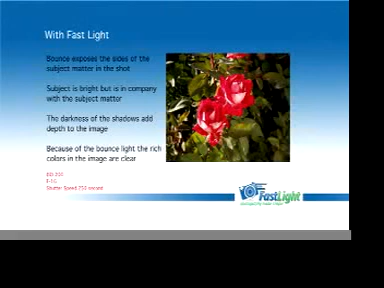 With Fast Light
Bounce exposes the sides of the
subject matter in the shot
Subject is bright but is in company
with the subject matter
The darkness of the shadows add
depth to the image
Because of the bounce light the rich
colors in the image are clear
Shutter Speed
FastLight